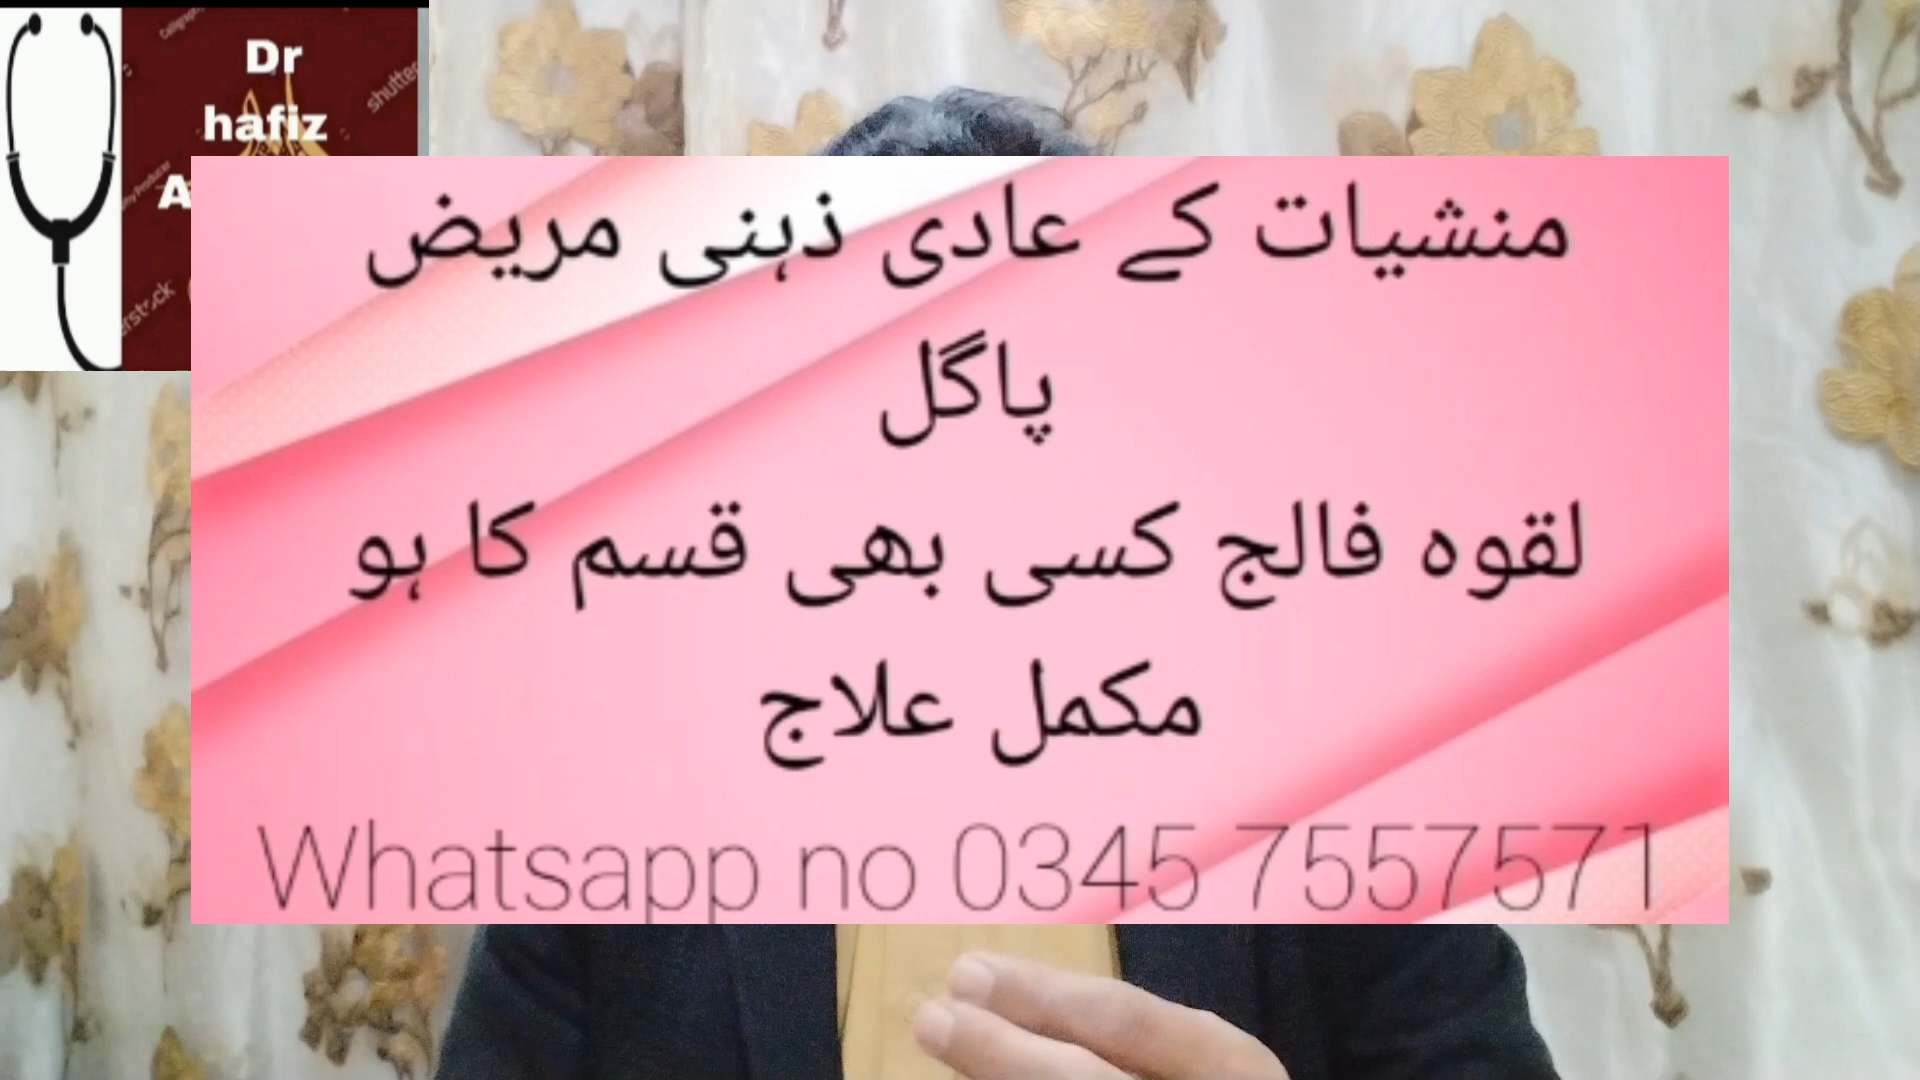 Dr
hafiz
A
منشیات کے عادی ذہنی مریض
پاگل
لقوہ فالج کسی بھی قسم کا ہو
مکمل علاج
Whatsapp no 0345 7557571